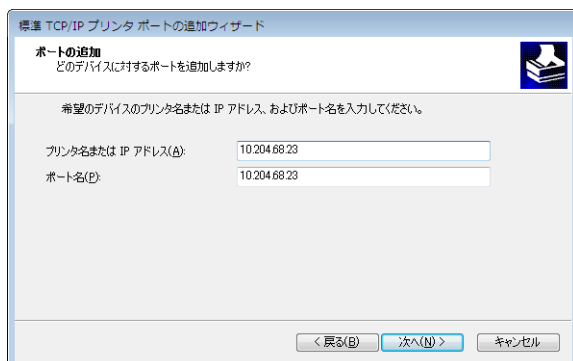 標準 TCP/IP プリンタ ポートの追加ウィザード
ポートの追加
どのデバイスに対するポートを追加しますか?
希望のデバイスのプリンタ名または IP アドレス、およびポート名を入力してください。
プリンタ名または IP アドレス(A): 10.204.68.23
ポート名(P): 10.204.68.23
< 戻る(B) 次へ(N) > キャンセル